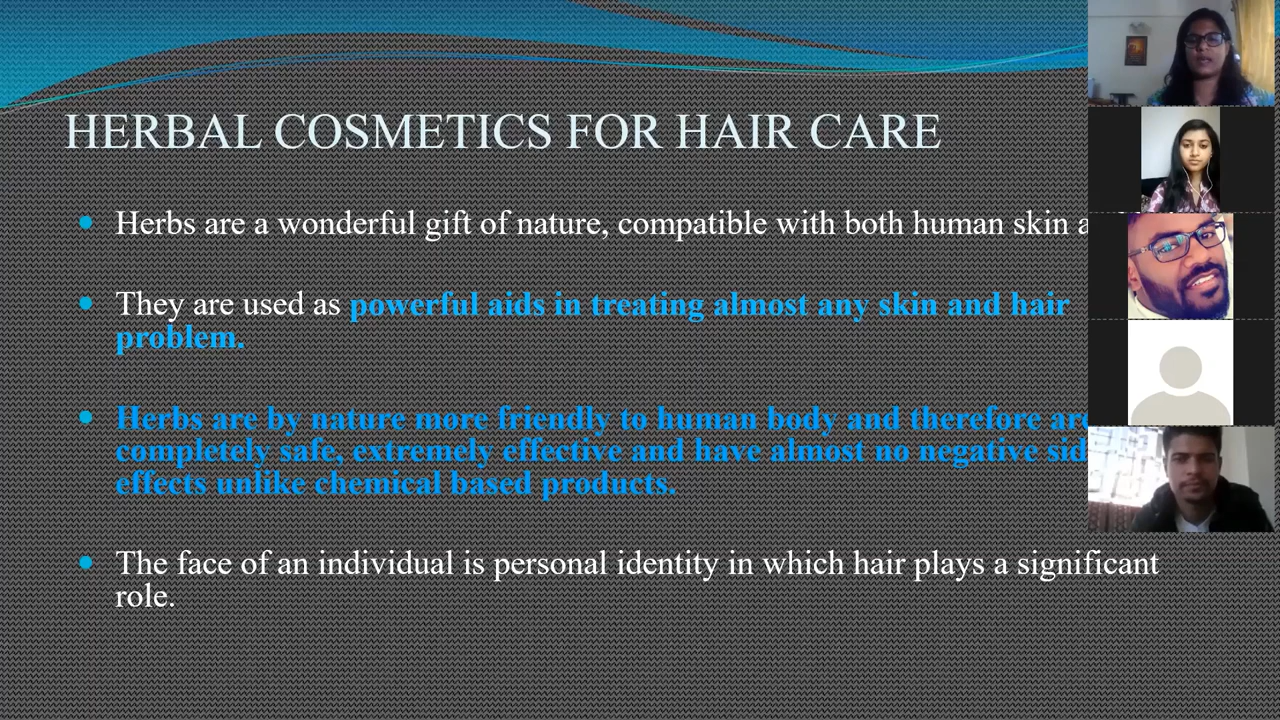 HERBAL COSMETICS FOR HAIR CARE
Herbs are a wonderful gift of nature, compatible with both human skin a
They are used as powerful aids in treating almost any skin and hair
problem.
Herbs are by nature more friendly to human body and therefore are
completely safe, extremely effective and have almost no negative sid
effects unlike chemical based products.
The face of an individual is personal identity in which hair plays a significant
role.